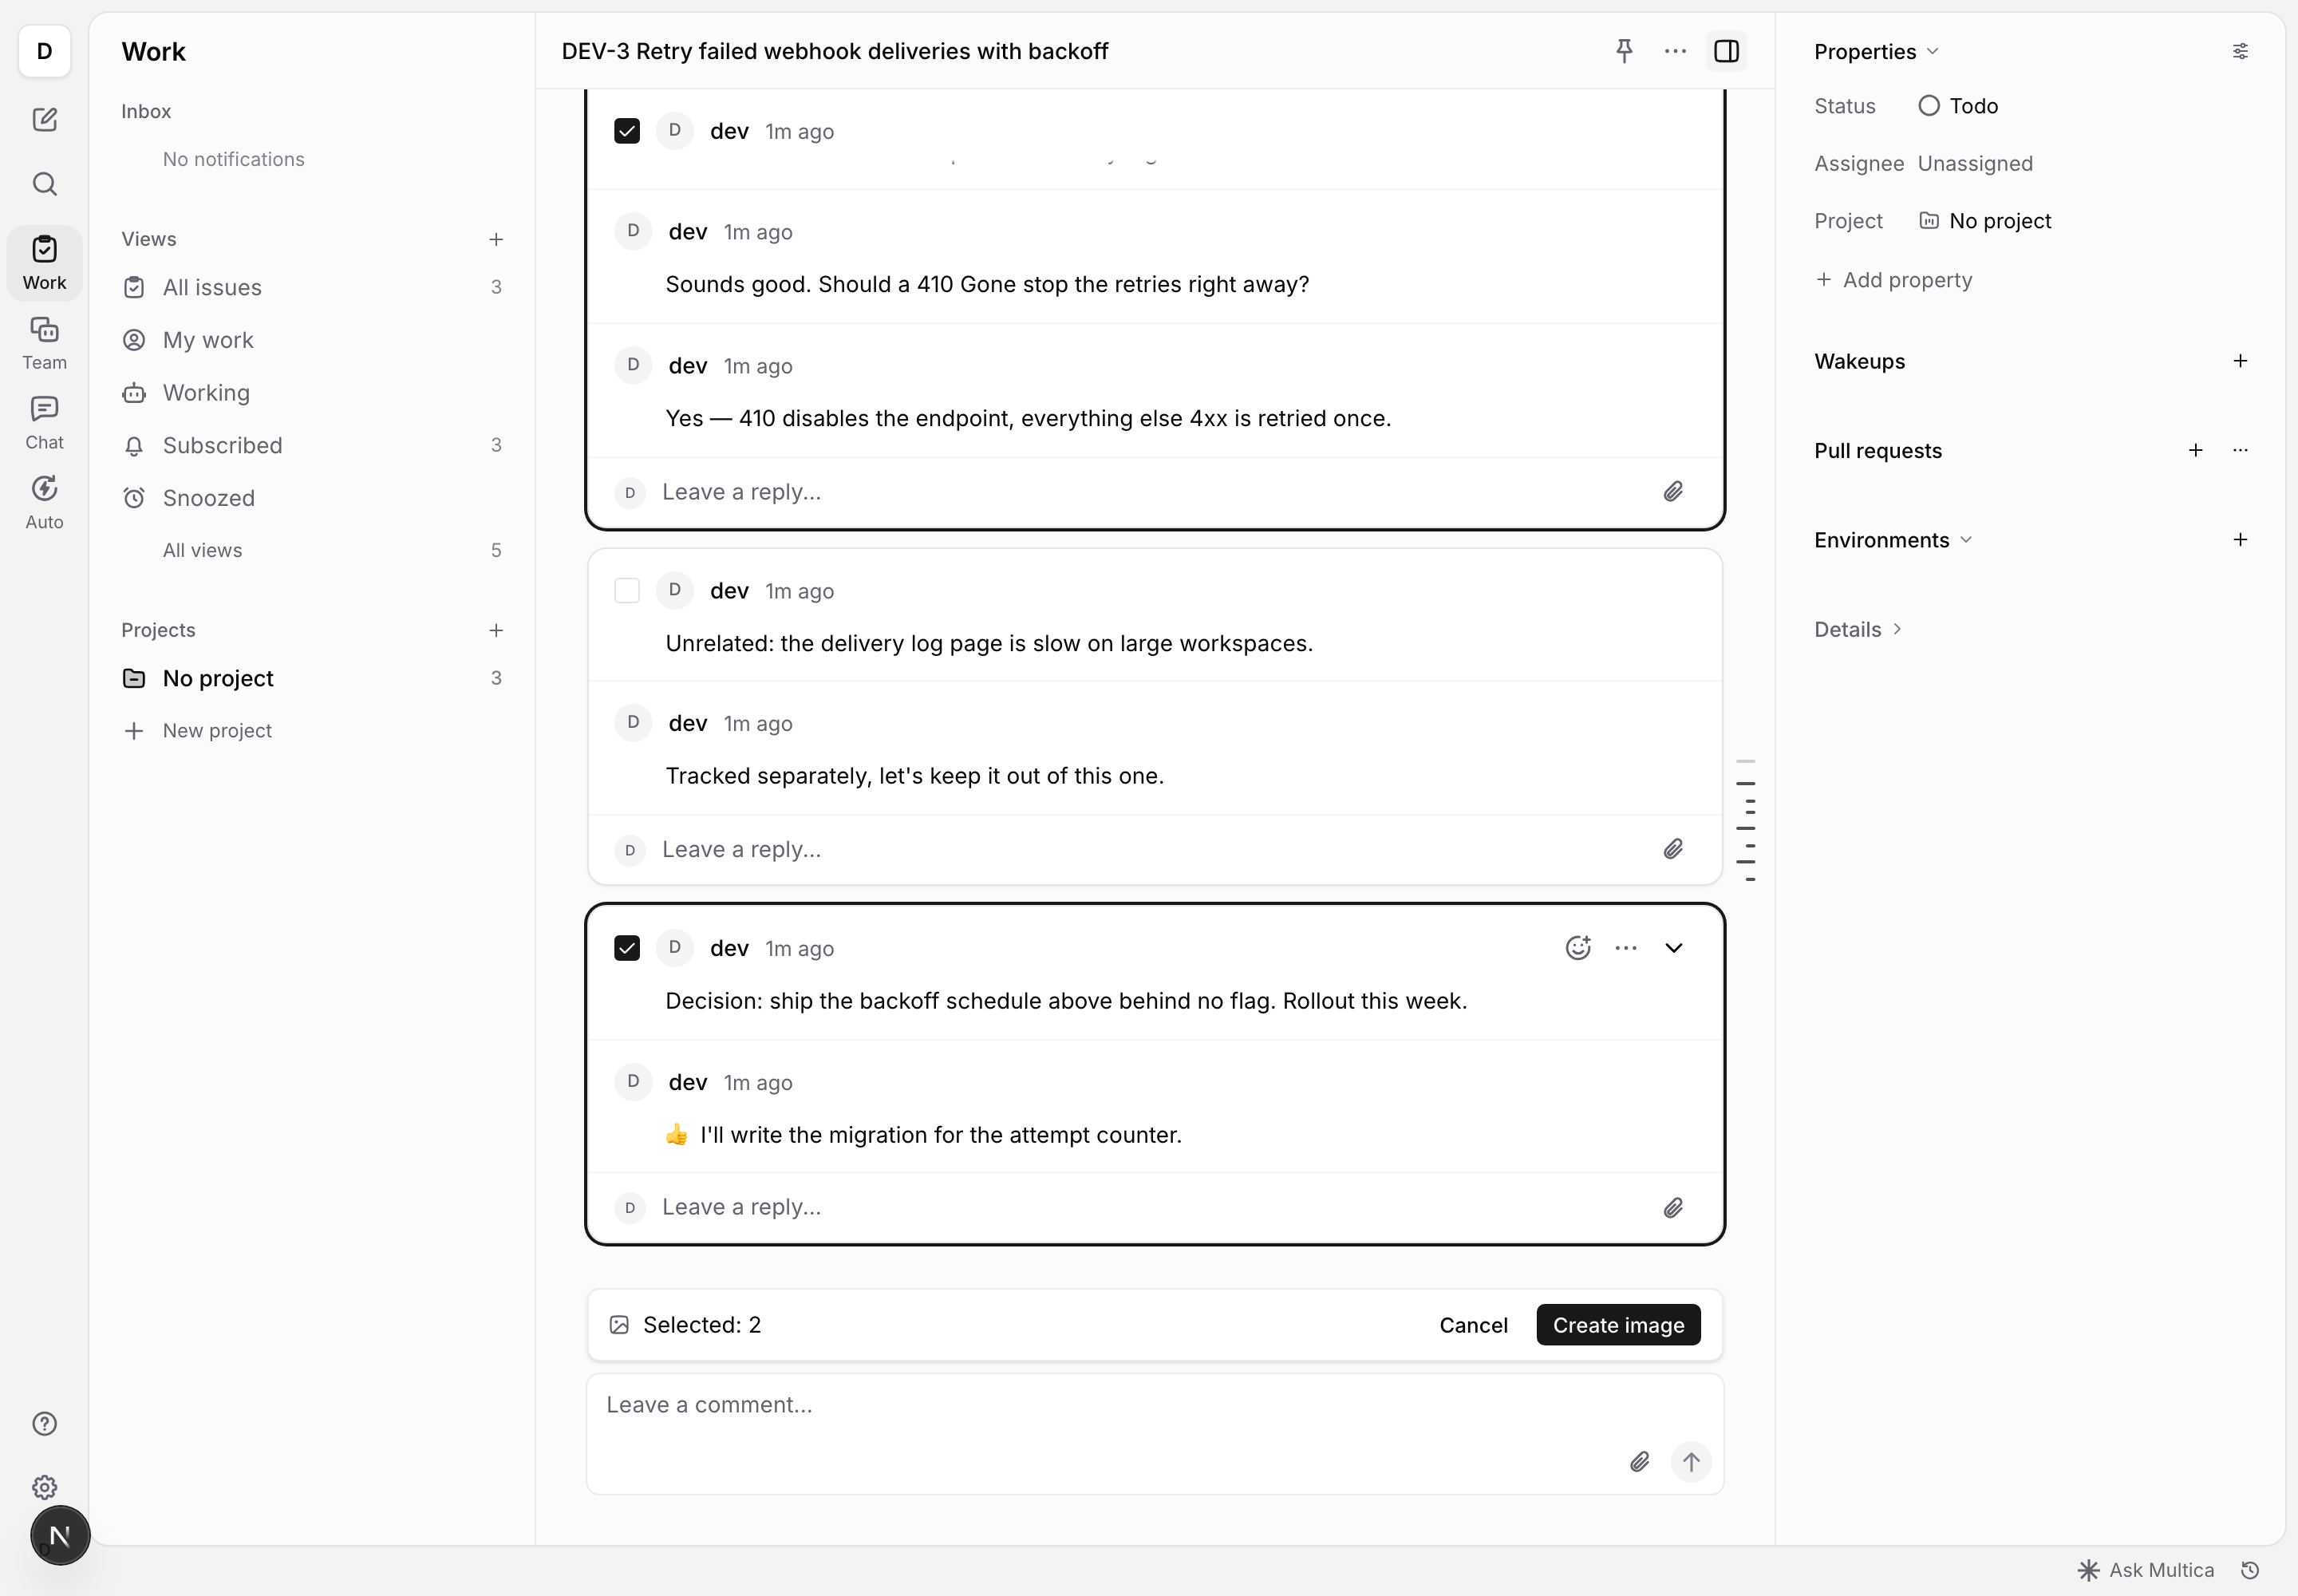 D
Work
Team
Chat
Auto
N
Work
Inbox
No notifications
Views
All issues 3
My work
Working
Subscribed 3
Snoozed
All views 5
Projects
No project 3
New project
DEV-3 Retry failed webhook deliveries with backoff
D dev 1m ago
D dev 1m ago
Sounds good. Should a 410 Gone stop the retries right away?
D dev 1m ago
Yes — 410 disables the endpoint, everything else 4xx is retried once.
D Leave a reply...
D dev 1m ago
Unrelated: the delivery log page is slow on large workspaces.
D dev 1m ago
Tracked separately, let's keep it out of this one.
D Leave a reply...
D dev 1m ago
Decision: ship the backoff schedule above behind no flag. Rollout this week.
D dev 1m ago
👍 I'll write the migration for the attempt counter.
D Leave a reply...
Selected: 2 Cancel Create image
Leave a comment...
Properties
Status Todo
Assignee Unassigned
Project No project
Add property
Wakeups
Pull requests
Environments
Details
Ask Multica